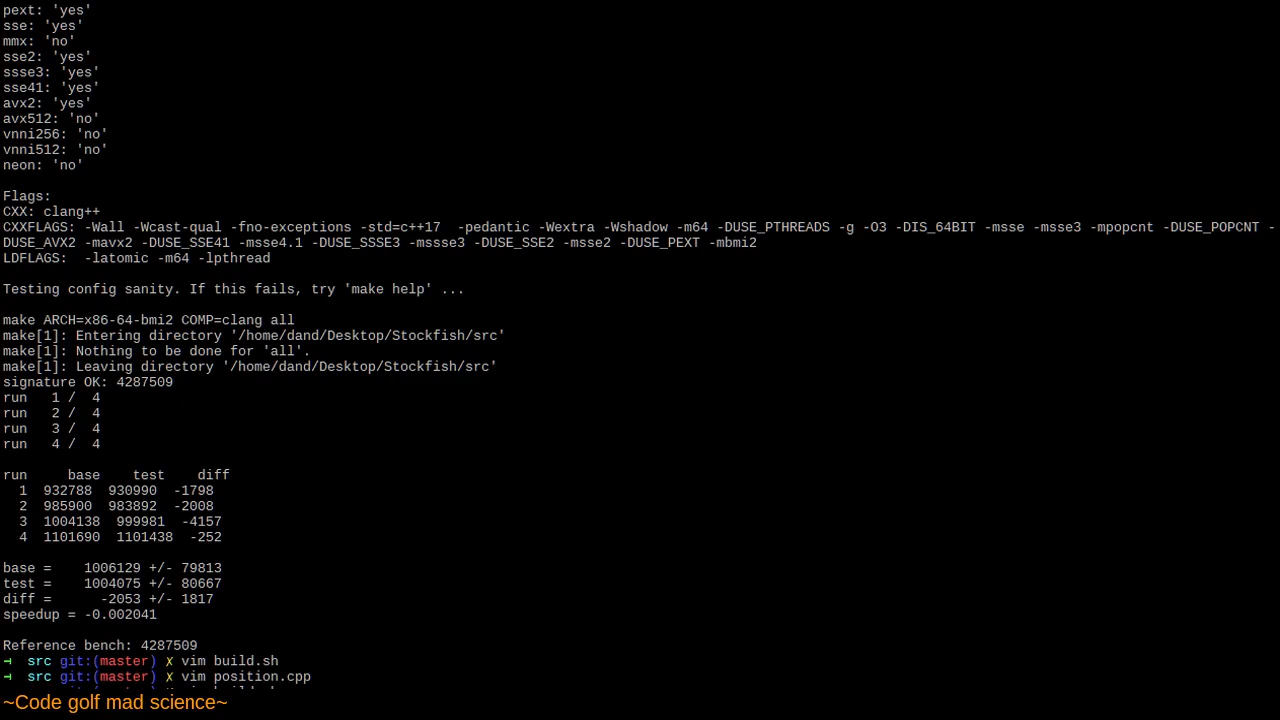 pext: 'yes'
sse: 'yes'
mmx: 'no'
sse2: 'yes'
ssse3: 'yes'
sse41: 'yes'
avx2: 'yes'
avx512: 'no'
vnni256: 'no'
vnni512: 'no'
neon: 'no'
Flags:
CXX: clang++
CXXFLAGS: -Wall -Wcast-qual -fno-exceptions -std=c++17  -pedantic -Wextra -Wshadow -m64 -DUSE_PTHREADS -g -O3 -DIS_64BIT -msse -msse3 -mpopcnt -DUSE_POPCNT -
DUSE_AVX2 -mavx2 -DUSE_SSE41 -msse4.1 -DUSE_SSSE3 -mssse3 -DUSE_SSE2 -msse2 -DUSE_PEXT -mbmi2
LDFLAGS:  -latomic -m64 -lpthread
Testing config sanity. If this fails, try 'make help' ...
make ARCH=x86-64-bmi2 COMP=clang all
make[1]: Entering directory '/home/dand/Desktop/Stockfish/src'
make[1]: Nothing to be done for 'all'.
make[1]: Leaving directory '/home/dand/Desktop/Stockfish/src'
signature OK: 4287509
run   1 /  4
run   2 /  4
run   3 /  4
run   4 /  4
run     base    test    diff
  1  932788  930990  -1798
  2  985900  983892  -2008
  3  1004138  999981  -4157
  4  1101690  1101438  -252
base =    1006129 +/- 79813
test =    1004075 +/- 80667
diff =      -2053 +/- 1817
speedup = -0.002041
Reference bench: 4287509
src git:(master) ✗ vim build.sh
src git:(master) ✗ vim position.cpp
~Code golf mad science~